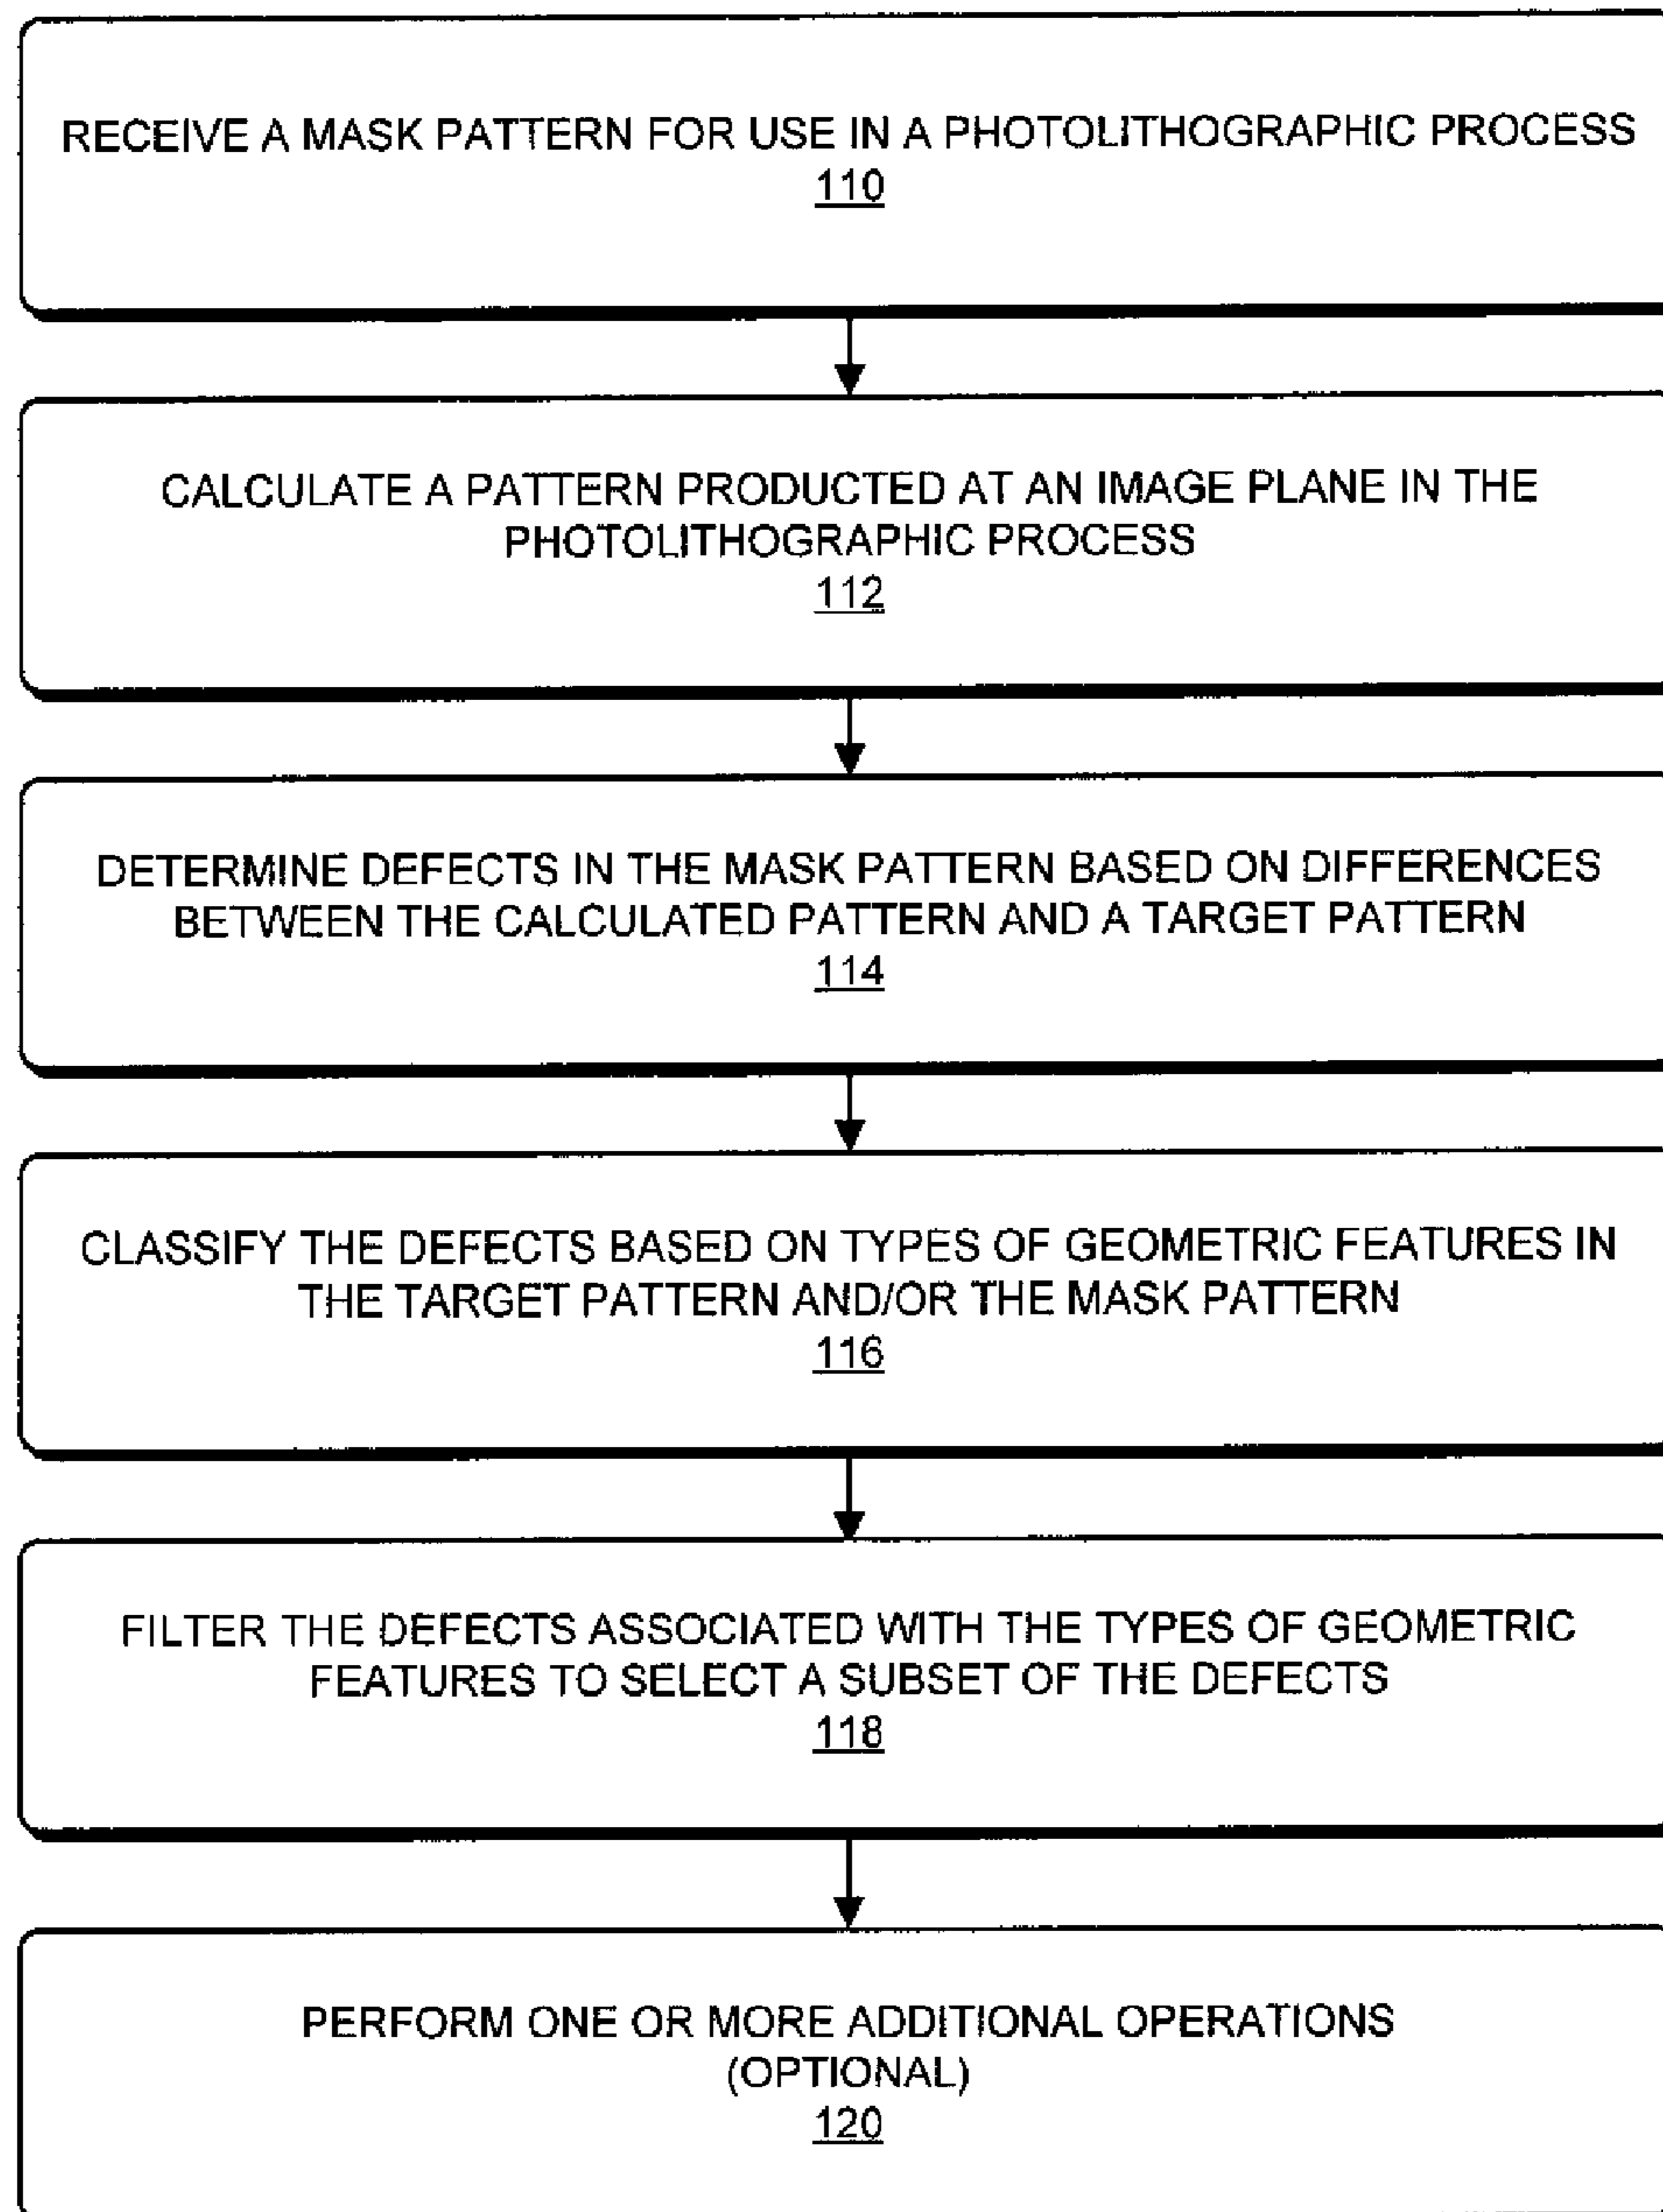 RECEIVE A MASK PATTERN FOR USE IN A PHOTOLITHOGRAPHIC PROCESS
110
CALCULATE A PATTERN PRODUCTED AT AN IMAGE PLANE IN THE
PHOTOLITHOGRAPHIC PROCESS
112
DETERMINE DEFECTS IN THE MASK PATTERN BASED ON DIFFERENCES
BETWEEN THE CALCULATED PATTERN AND A TARGET PATTERN
114
CLASSIFY THE DEFECTS BASED ON TYPES OF GEOMETRIC FEATURES IN
THE TARGET PATTERN AND/OR THE MASK PATTERN
116
FILTER THE DEFECTS ASSOCIATED WITH THE TYPES OF GEOMETRIC
FEATURES TO SELECT A SUBSET OF THE DEFECTS
118
PERFORM ONE OR MORE ADDITIONAL OPERATIONS
(OPTIONAL)
120